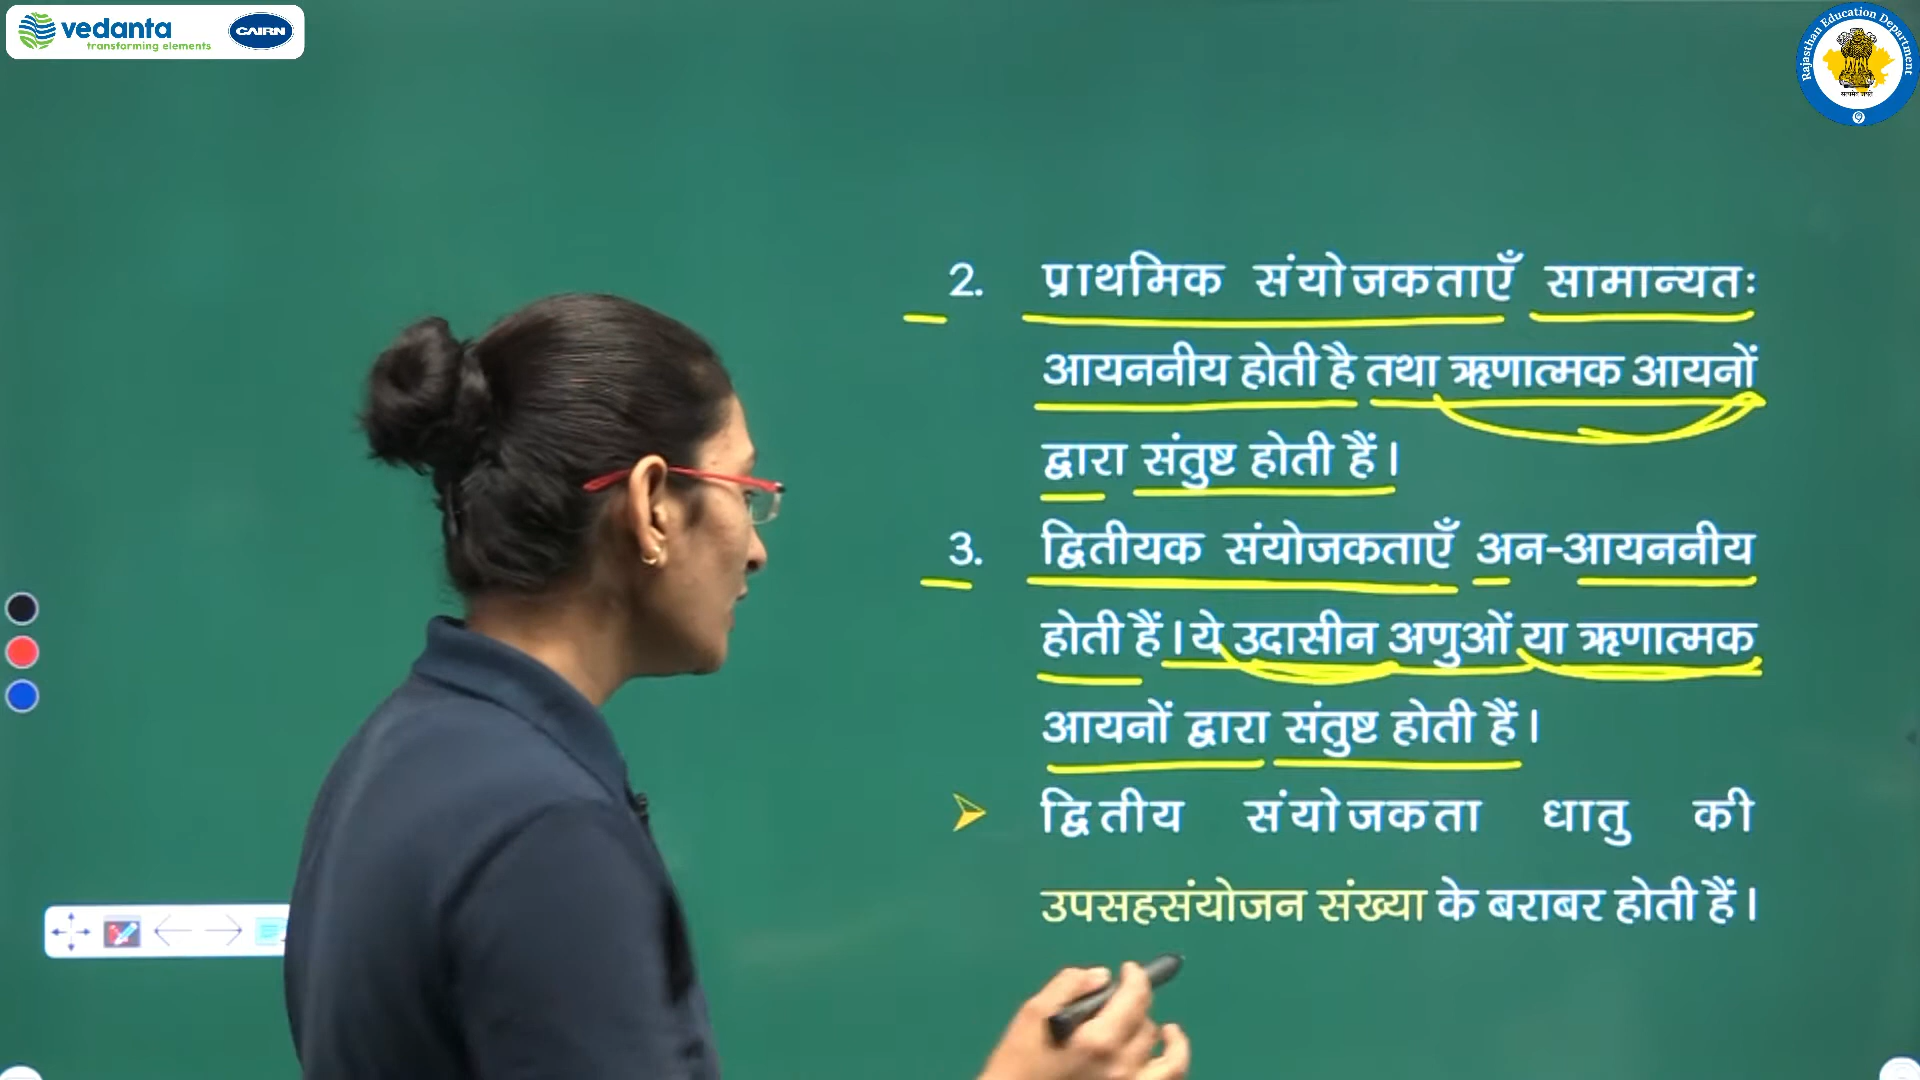 vedanta
transforming elements
CAIRN
Rajasthan Education Department
2. प्राथमिक संयोजकताएँ सामान्यतः
आयननीय होती है तथा ऋणात्मक आयनों
द्वारा संतुष्ट होती हैं।
3. द्वितीयक संयोजकताएँ अन-आयननीय
होती हैं। ये उदासीन अणुओं या ऋणात्मक
आयनों द्वारा संतुष्ट होती हैं।
➤ द्वितीय संयोजकता धातु की
उपसहसंयोजन संख्या के बराबर होती हैं।